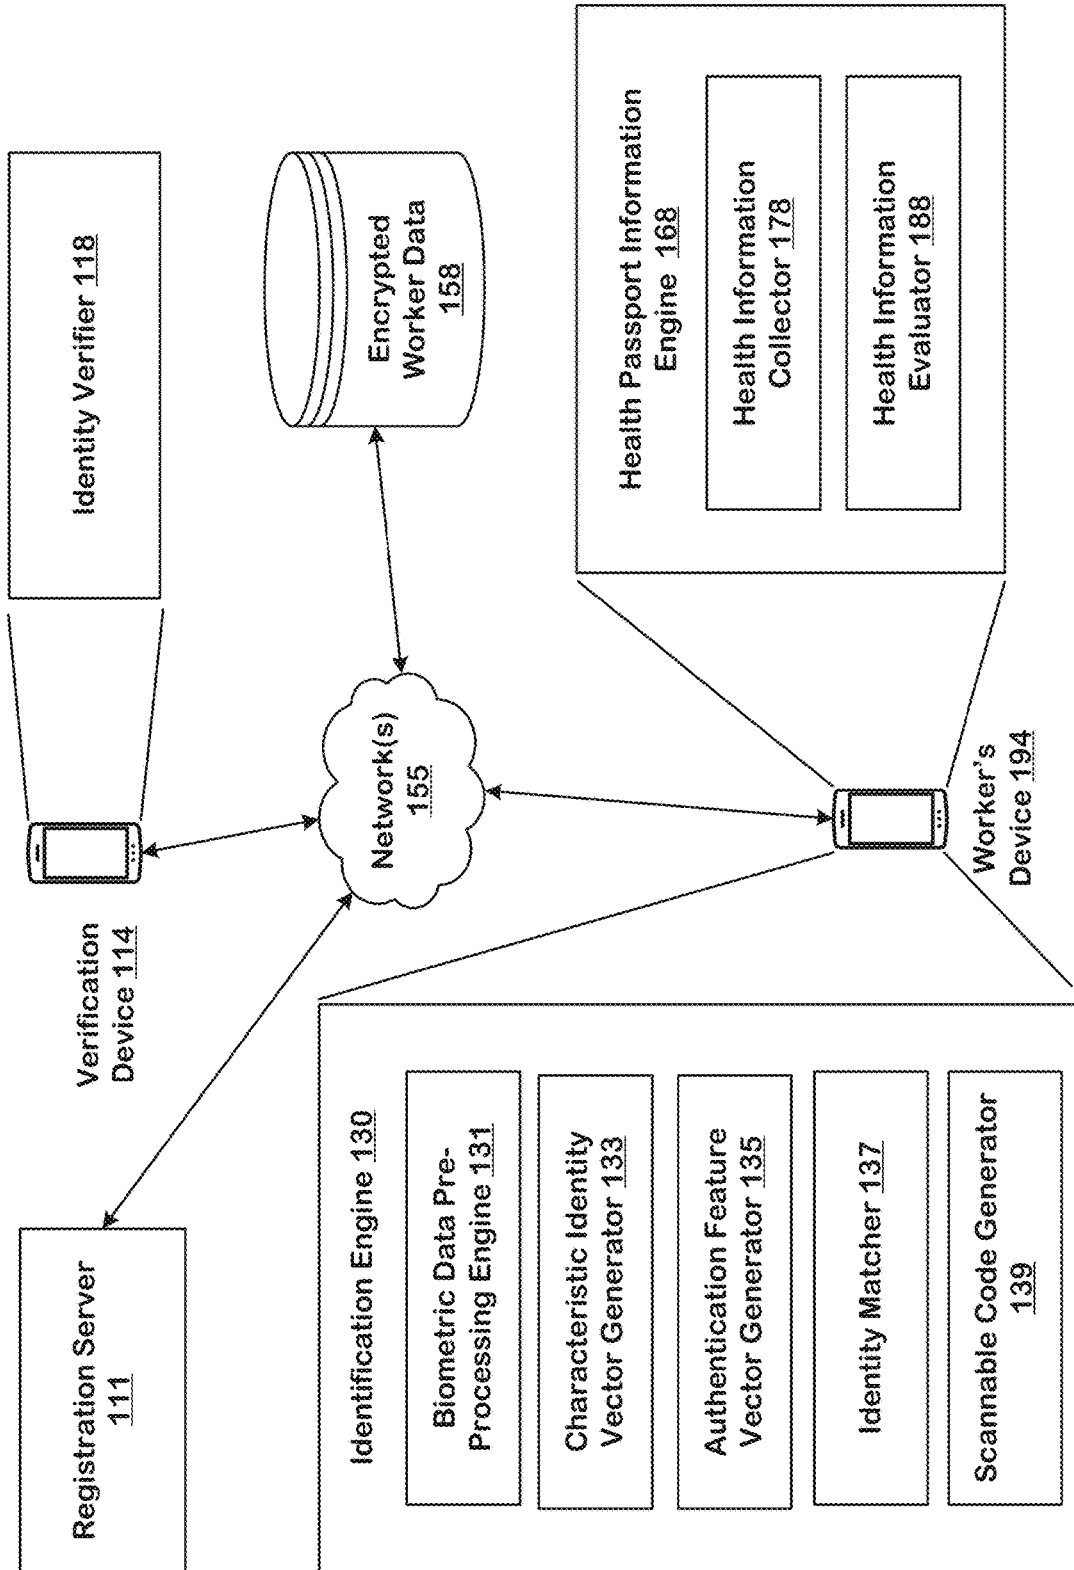 Registration Server
111
Verification
Device 114
Identity Verifier 118
Network(s)
155
Encrypted
Worker Data
158
Identification Engine 130
Biometric Data Pre-
Processing Engine 131
Characteristic Identity
Vector Generator 133
Authentication Feature
Vector Generator 135
Identity Matcher 137
Scannable Code Generator
139
Worker's
Device 194
Health Passport Information
Engine 168
Health Information
Collector 178
Health Information
Evaluator 188